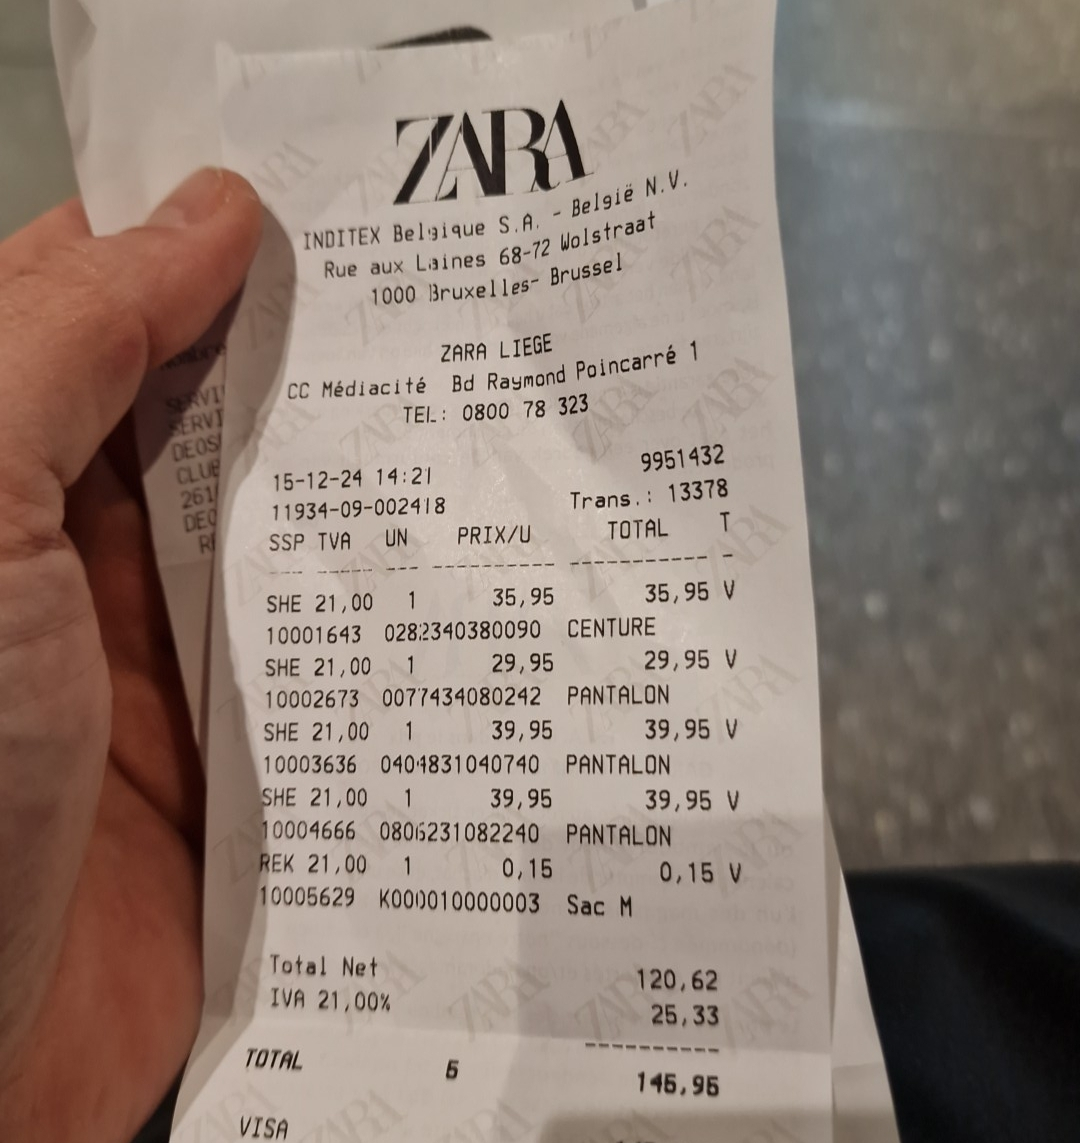 ZARA
INDITEX Belgique S.A. - België N.V.
Rue aux Laines 68-72 Wolstraat
1000 Bruxelles- Brussel
ZARA LIEGE
CC Médiacité Bd Raymond Poincarré 1
TEL: 0800 78 323
15-12-24 14:21 9951432
11934-09-002418 Trans.: 13378
SSP TVA UN PRIX/U TOTAL T
SHE 21,00 1 35,95 35,95 V
10001643 02822340380090 CENTURE
SHE 21,00 1 29,95 29,95 V
10002673 0077434080242 PANTALON
SHE 21,00 1 39,95 39,95 V
10003636 04044831040740 PANTALON
SHE 21,00 1 39,95 39,95 V
10004666 0806231082240 PANTALON
REK 21,00 1 0,15 0,15 V
10005629 K000010000003 Sac M
Total Net 120,62
IVA 21,00% 25,33
TOTAL 5 145,95
VISA